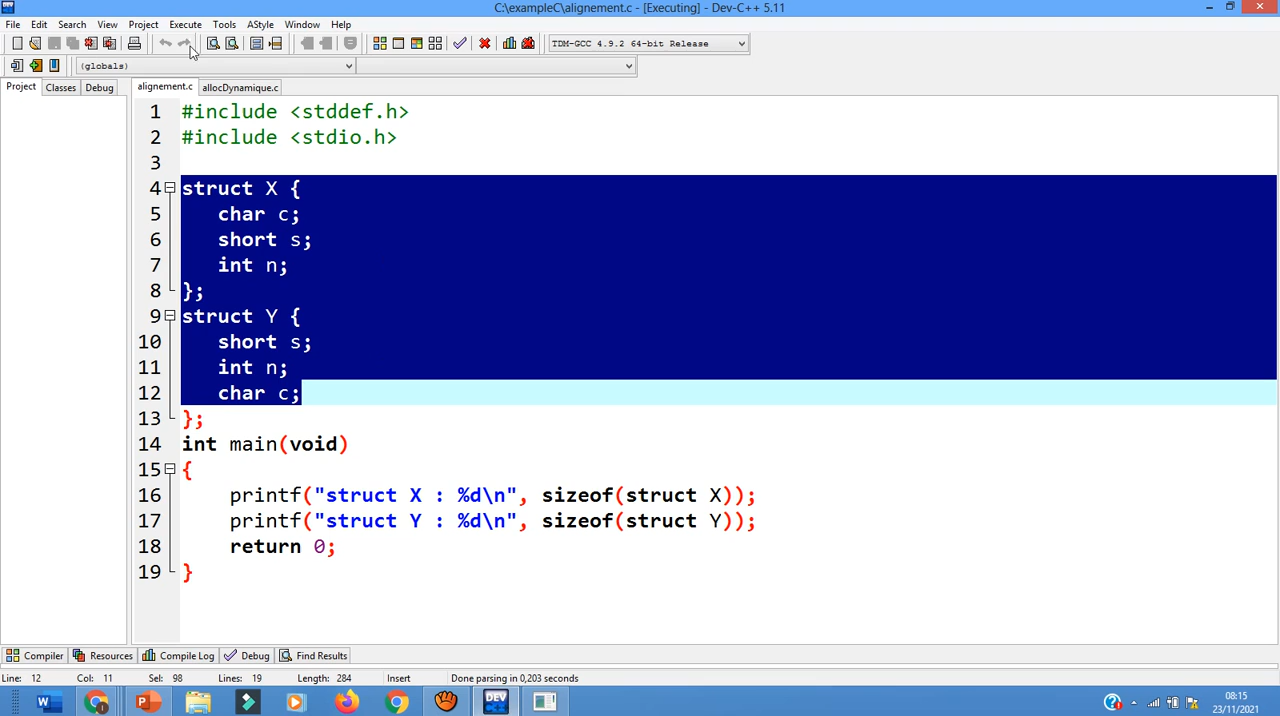 C:\exampleC\alignement.c - [Executing] - Dev-C++ 5.11
File Edit Search View Project Execute Tools AStyle Window Help
TDM-GCC 4.9.2 64-bit Release
(globals)
Project Classes Debug alignement.c allocDynamique.c
1 #include <stddef.h>
2 #include <stdio.h>
3
4 struct X {
5 char c;
6 short s;
7 int n;
8 };
9 struct Y {
10 short s;
11 int n;
12 char c;
13 };
14 int main(void)
15 {
16 printf("struct X : %d\n", sizeof(struct X));
17 printf("struct Y : %d\n", sizeof(struct Y));
18 return 0;
19 }
Compiler Resources Compile Log Debug Find Results
Line: 12 Col: 11 Sel: 98 Lines: 19 Length: 284 Insert Done parsing in 0,203 seconds
08:15
23/11/2021